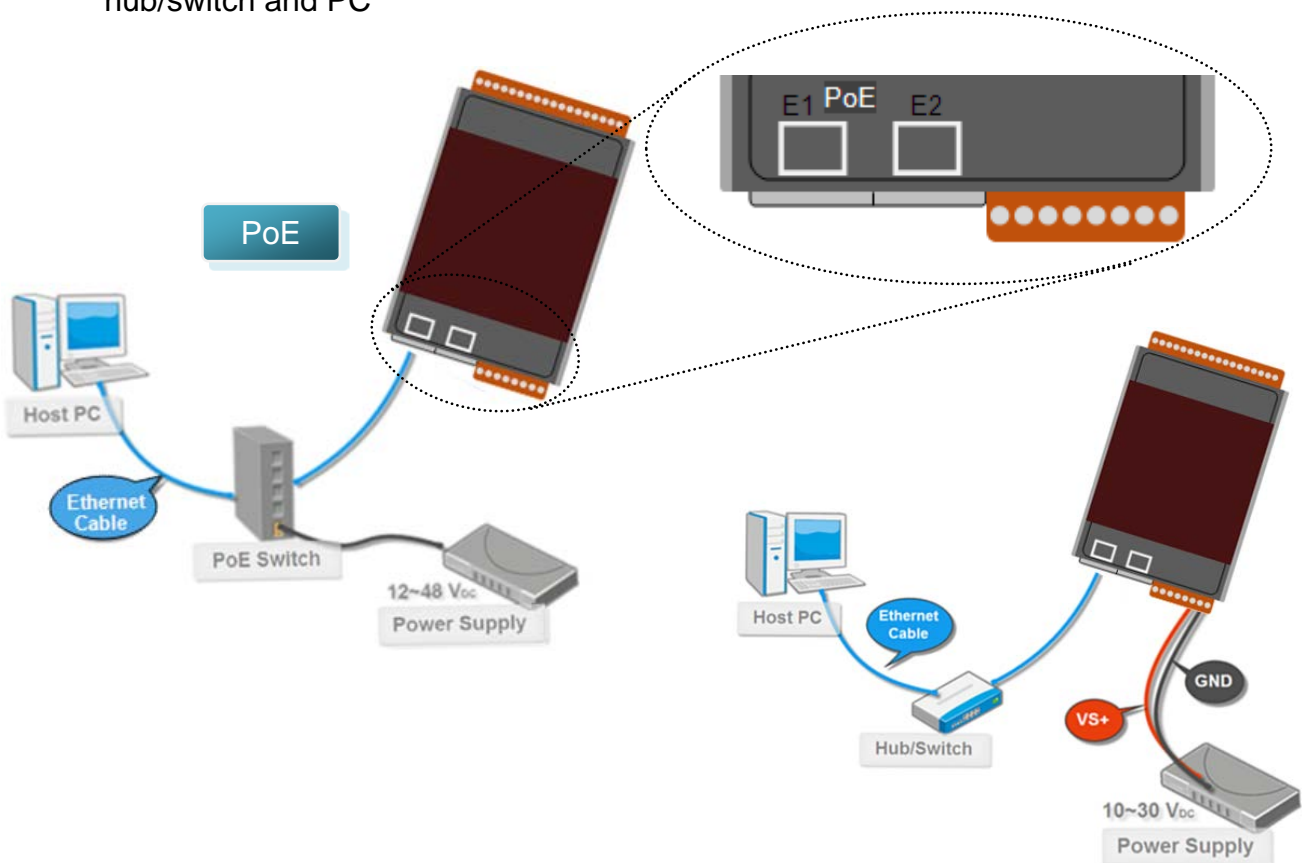 hub/switch and PC
E1 PoE E2
PoE
Host PC
Ethernet
Cable
PoE Switch
12~48 VDC
Power Supply
Host PC
Ethernet
Cable
GND
VS+
Hub/Switch
10~30 VDC
Power Supply